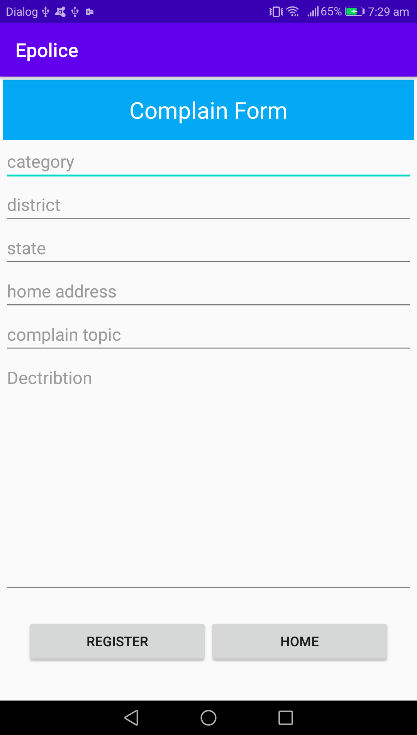 Dialog 65% 7:29 am
Epolice
Complain Form
category
district
state
home address
complain topic
Dectribtion
REGISTER HOME